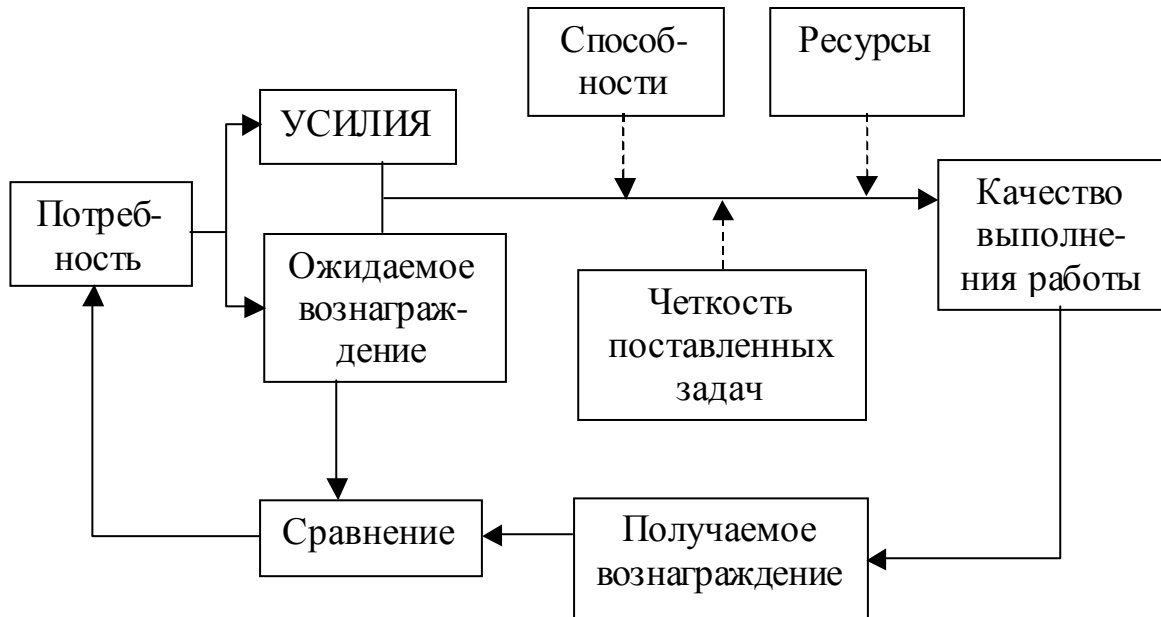 Способ-
ности
Ресурсы
УСИЛИЯ
Потреб-
ность
Ожидаемое
вознаграж-
дение
Четкость
поставленных
задач
Качество
выполне-
ния работы
Сравнение
Получаемое
вознаграждение